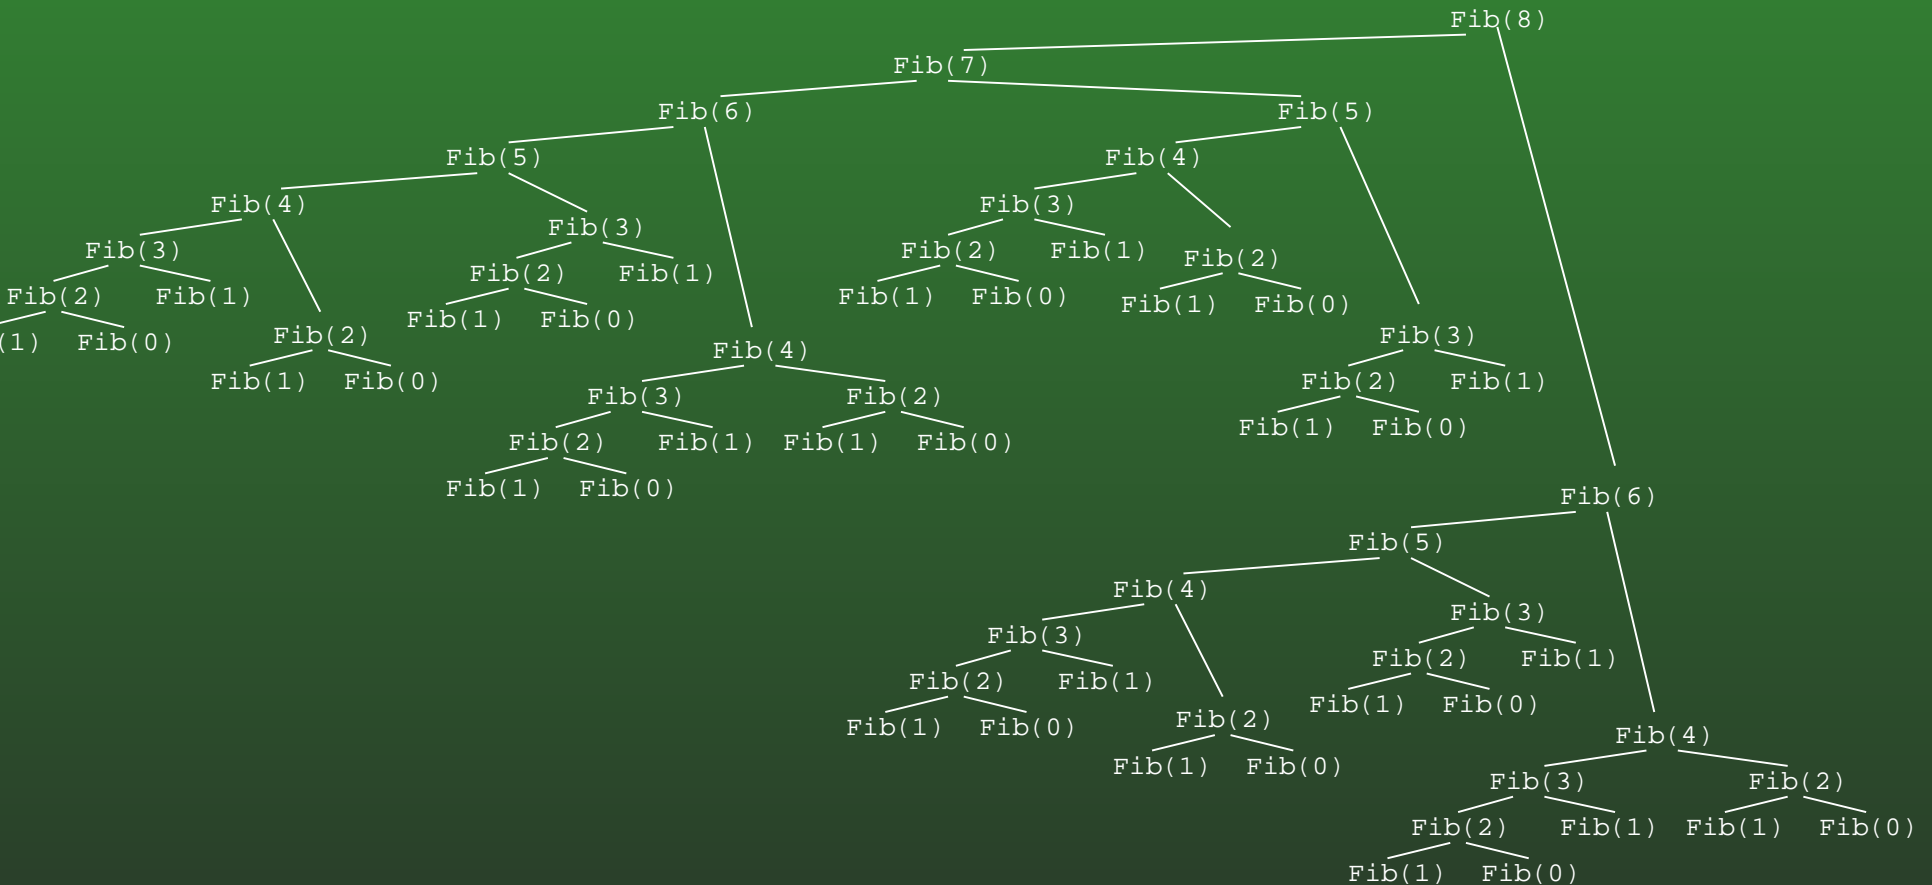 Fib(8)
Fib(7)
Fib(6) Fib(5)
Fib(5) Fib(4)
Fib(4) Fib(3)
Fib(3) Fib(2) Fib(1)
Fib(3) Fib(2) Fib(1) Fib(2)
Fib(2) Fib(1) Fib(1) Fib(0) Fib(1) Fib(0)
Fib(1) Fib(0)
(1) Fib(0) Fib(2) Fib(3)
Fib(4)
Fib(1) Fib(0) Fib(2) Fib(1)
Fib(3) Fib(2)
Fib(1) Fib(0)
Fib(2) Fib(1) Fib(1) Fib(0)
Fib(1) Fib(0)
Fib(6)
Fib(5)
Fib(4)
Fib(3)
Fib(3)
Fib(2) Fib(1)
Fib(2) Fib(1)
Fib(1) Fib(0)
Fib(1) Fib(0) Fib(2)
Fib(4)
Fib(1) Fib(0)
Fib(3) Fib(2)
Fib(2) Fib(1) Fib(1) Fib(0)
Fib(1) Fib(0)